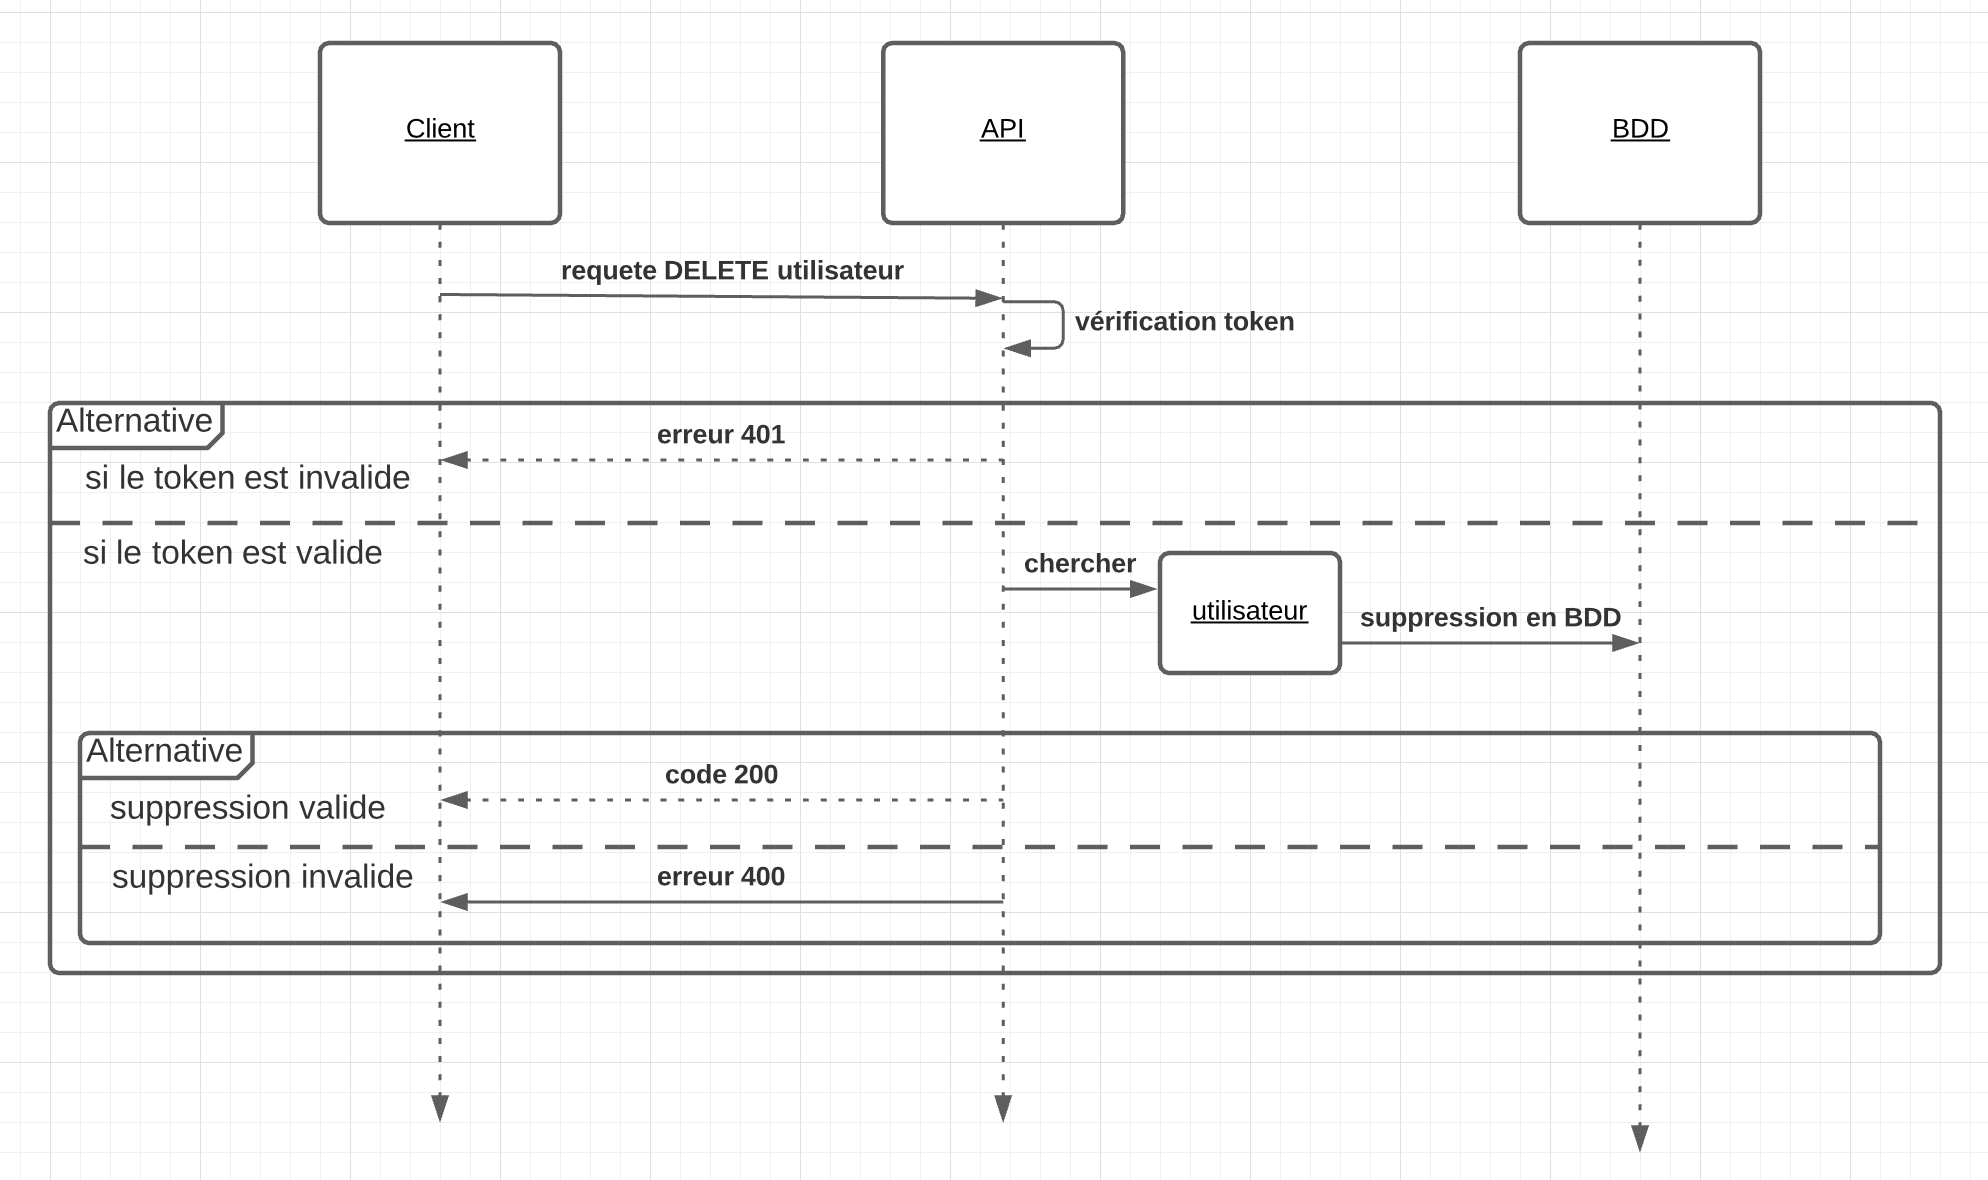 Client
API
BDD
requete DELETE utilisateur
vérification token
Alternative
erreur 401
si le token est invalide
si le token est valide
chercher
utilisateur
suppression en BDD
Alternative
code 200
suppression valide
suppression invalide
erreur 400